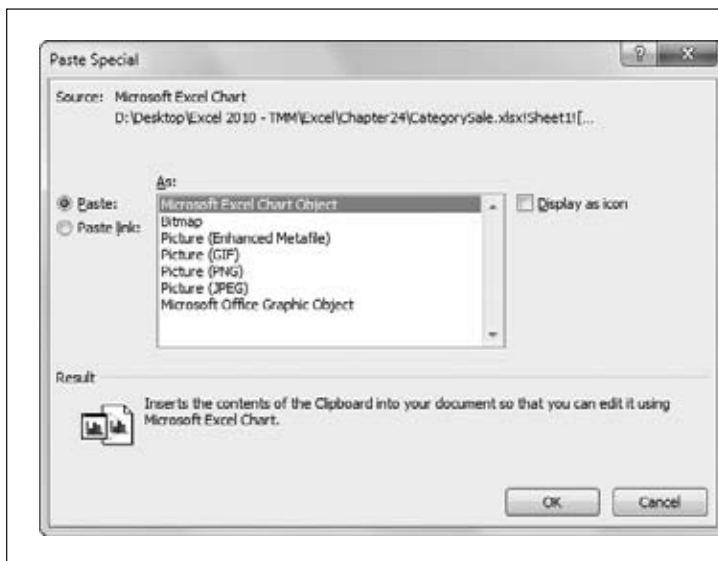 Paste Special
Source: Microsoft Excel Chart
D:\Desktop\Excel 2010 - TMM\Excel\Chapter24\CategorySale.xlsx!Sheet1![...
As:
Paste:
Paste link:
Microsoft Excel Chart Object
Bitmap
Picture (Enhanced Metafile)
Picture (GIF)
Picture (PNG)
Picture (JPEG)
Microsoft Office Graphic Object
Display as icon
Result
Inserts the contents of the Clipboard into your document so that you can edit it using
Microsoft Excel Chart.
OK
Cancel